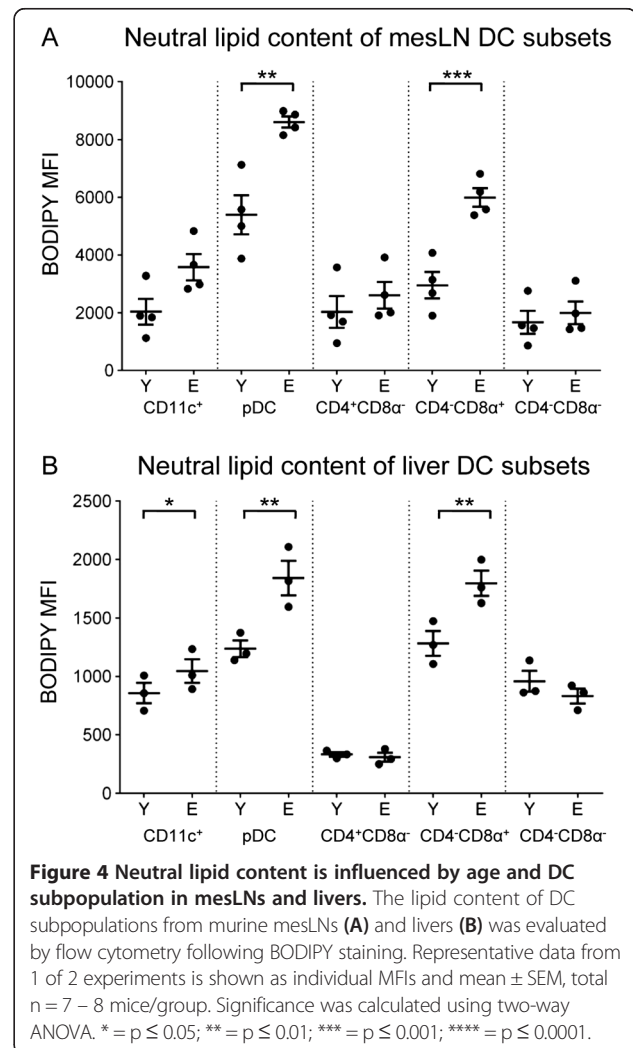 A
Neutral lipid content of mesLN DC subsets
** ***
10000
8000
6000
4000
2000
0
BODIPY MFI
Y E Y E Y E Y E Y E
CD11c⁺ pDC CD4⁺CD8α⁻ CD4⁻CD8α⁺ CD4⁻CD8α⁻
B
Neutral lipid content of liver DC subsets
* ** **
2500
2000
1500
1000
500
0
BODIPY MFI
Y E Y E Y E Y E Y E
CD11c⁺ pDC CD4⁺CD8α⁻ CD4⁻CD8α⁺ CD4⁻CD8α⁻
Figure 4 Neutral lipid content is influenced by age and DC
subpopulation in mesLNs and livers. The lipid content of DC
subpopulations from murine mesLNs (A) and livers (B) was evaluated
by flow cytometry following BODIPY staining. Representative data from
1 of 2 experiments is shown as individual MFIs and mean ± SEM, total
n = 7 – 8 mice/group. Significance was calculated using two-way
ANOVA. * = p ≤ 0.05; ** = p ≤ 0.01; *** = p ≤ 0.001; **** = p ≤ 0.0001.